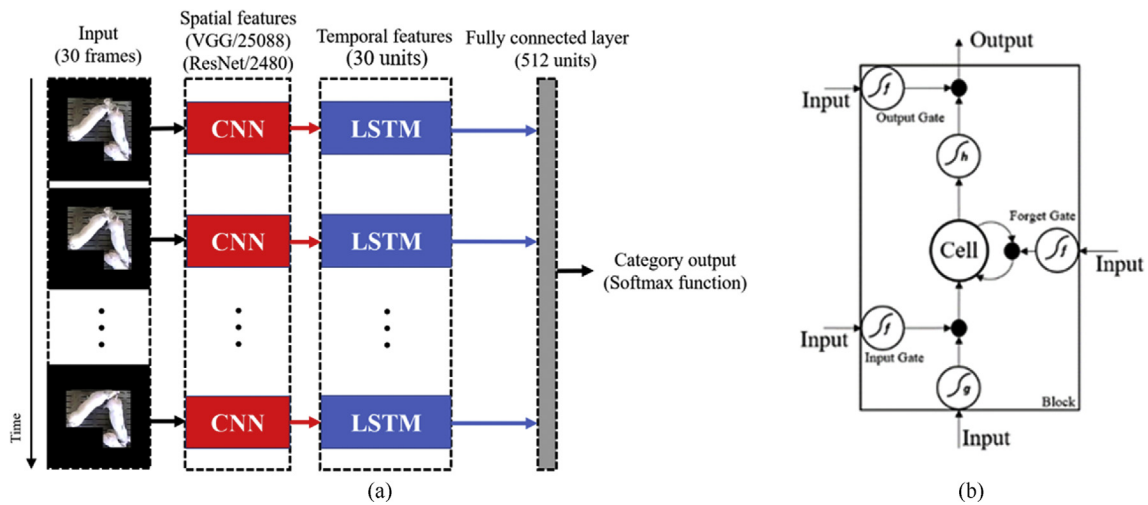 Input
(30 frames)
Spatial features
(VGG/25088)
(ResNet/2480)
Temporal features
(30 units)
Fully connected layer
(512 units)
CNN
LSTM
CNN
LSTM
Category output
(Softmax function)
CNN
LSTM
Time
(a)
Output
Input
f
Output Gate
h
Forget Gate
Cell
f
Input
Input
f
Input Gate
g
Block
Input
(b)